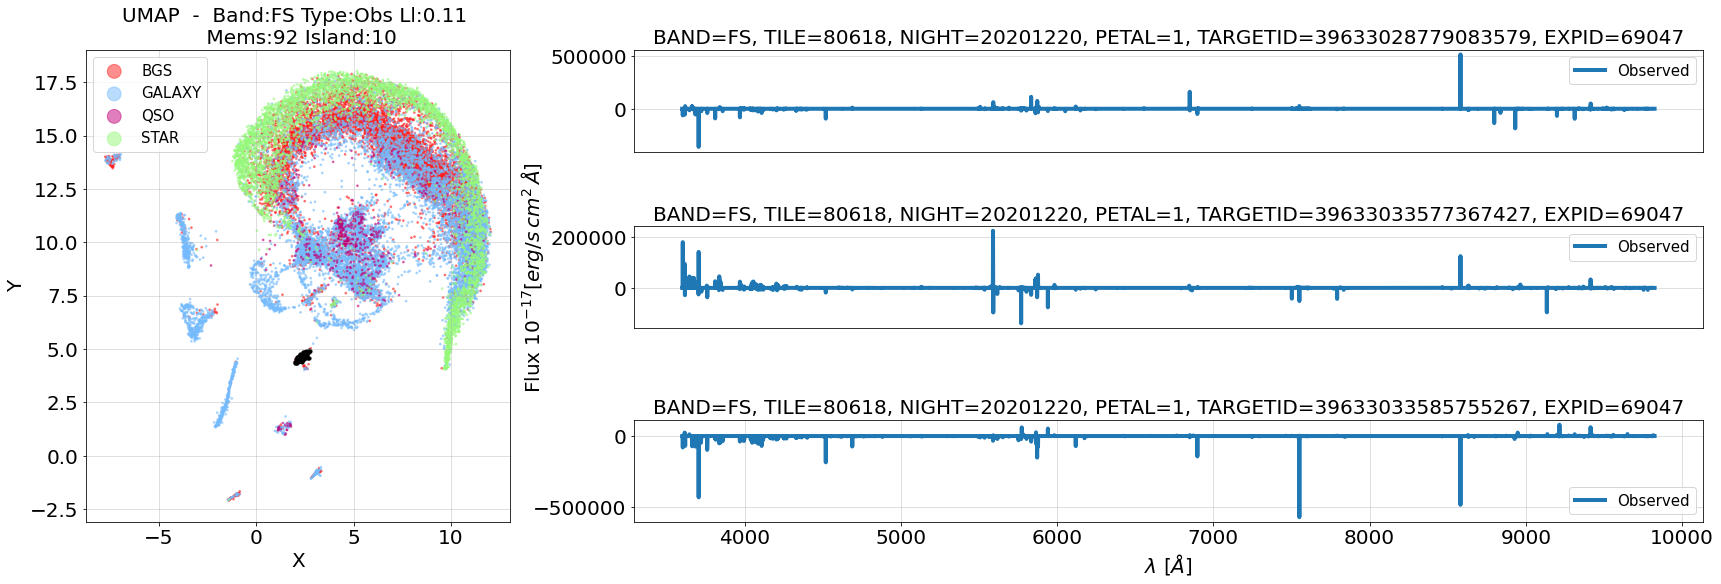 UMAP  -  Band:FS Type:Obs Ll:0.11
Mems:92 Island:10
BGS
GALAXY
QSO
STAR
17.5
15.0
12.5
10.0
7.5
5.0
2.5
0.0
−2.5
Y
−5
0
5
10
X
Flux 10⁻¹⁷[erg/s cm² Å]
BAND=FS, TILE=80618, NIGHT=20201220, PETAL=1, TARGETID=39633028779083579, EXPID=69047
500000
0
Observed
BAND=FS, TILE=80618, NIGHT=20201220, PETAL=1, TARGETID=39633033577367427, EXPID=69047
200000
0
Observed
BAND=FS, TILE=80618, NIGHT=20201220, PETAL=1, TARGETID=39633033585755267, EXPID=69047
0
−500000
Observed
4000
5000
6000
7000
8000
9000
10000
λ [Å]